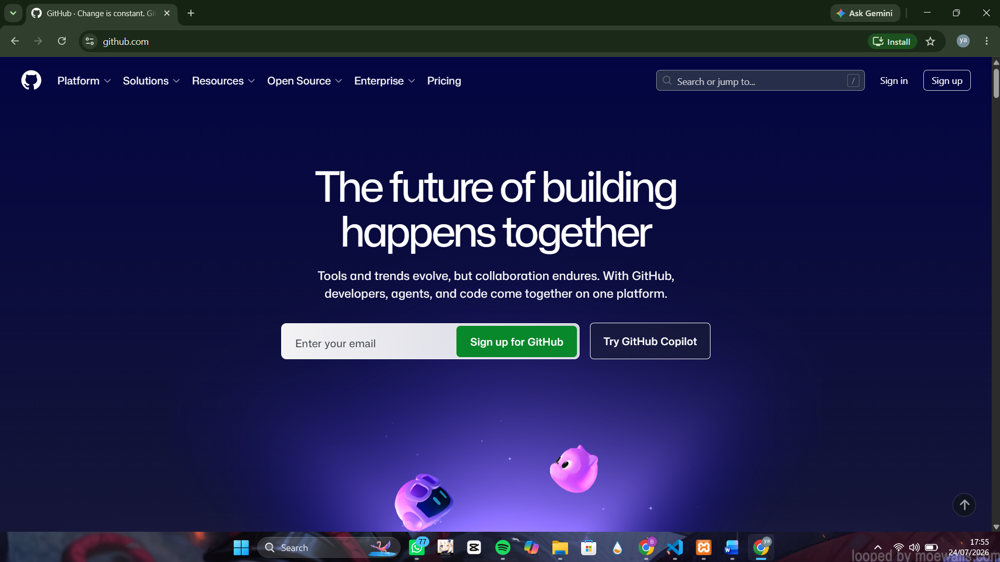 GitHub · Change is constant. Gi
Ask Gemini
github.com
Install
ya
Platform
Solutions
Resources
Open Source
Enterprise
Pricing
Search or jump to...
/
Sign in
Sign up
The future of building
happens together
Tools and trends evolve, but collaboration endures. With GitHub,
developers, agents, and code come together on one platform.
Enter your email
Sign up for GitHub
Try GitHub Copilot
Search
77
B
W
ya
17:55
24/07/2026
looped by moewalls.com